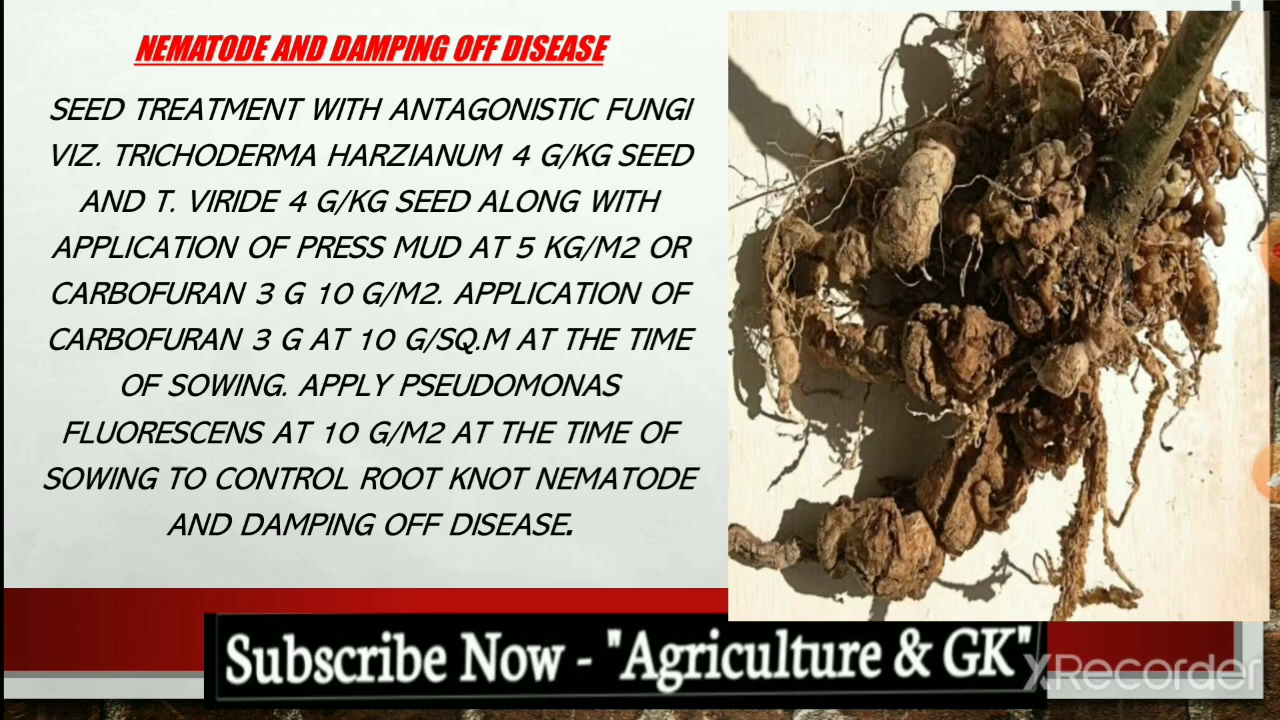 NEMATODE AND DAMPING OFF DISEASE
SEED TREATMENT WITH ANTAGONISTIC FUNGI
VIZ. TRICHODERMA HARZIANUM 4 G/KG SEED
AND T. VIRIDE 4 G/KG SEED ALONG WITH
APPLICATION OF PRESS MUD AT 5 KG/M2 OR
CARBOFURAN 3 G 10 G/M2. APPLICATION OF
CARBOFURAN 3 G AT 10 G/SQ.M AT THE TIME
OF SOWING. APPLY PSEUDOMONAS
FLUORESCENS AT 10 G/M2 AT THE TIME OF
SOWING TO CONTROL ROOT KNOT NEMATODE
AND DAMPING OFF DISEASE.
Subscribe Now - "Agriculture & GK"
XRecorder